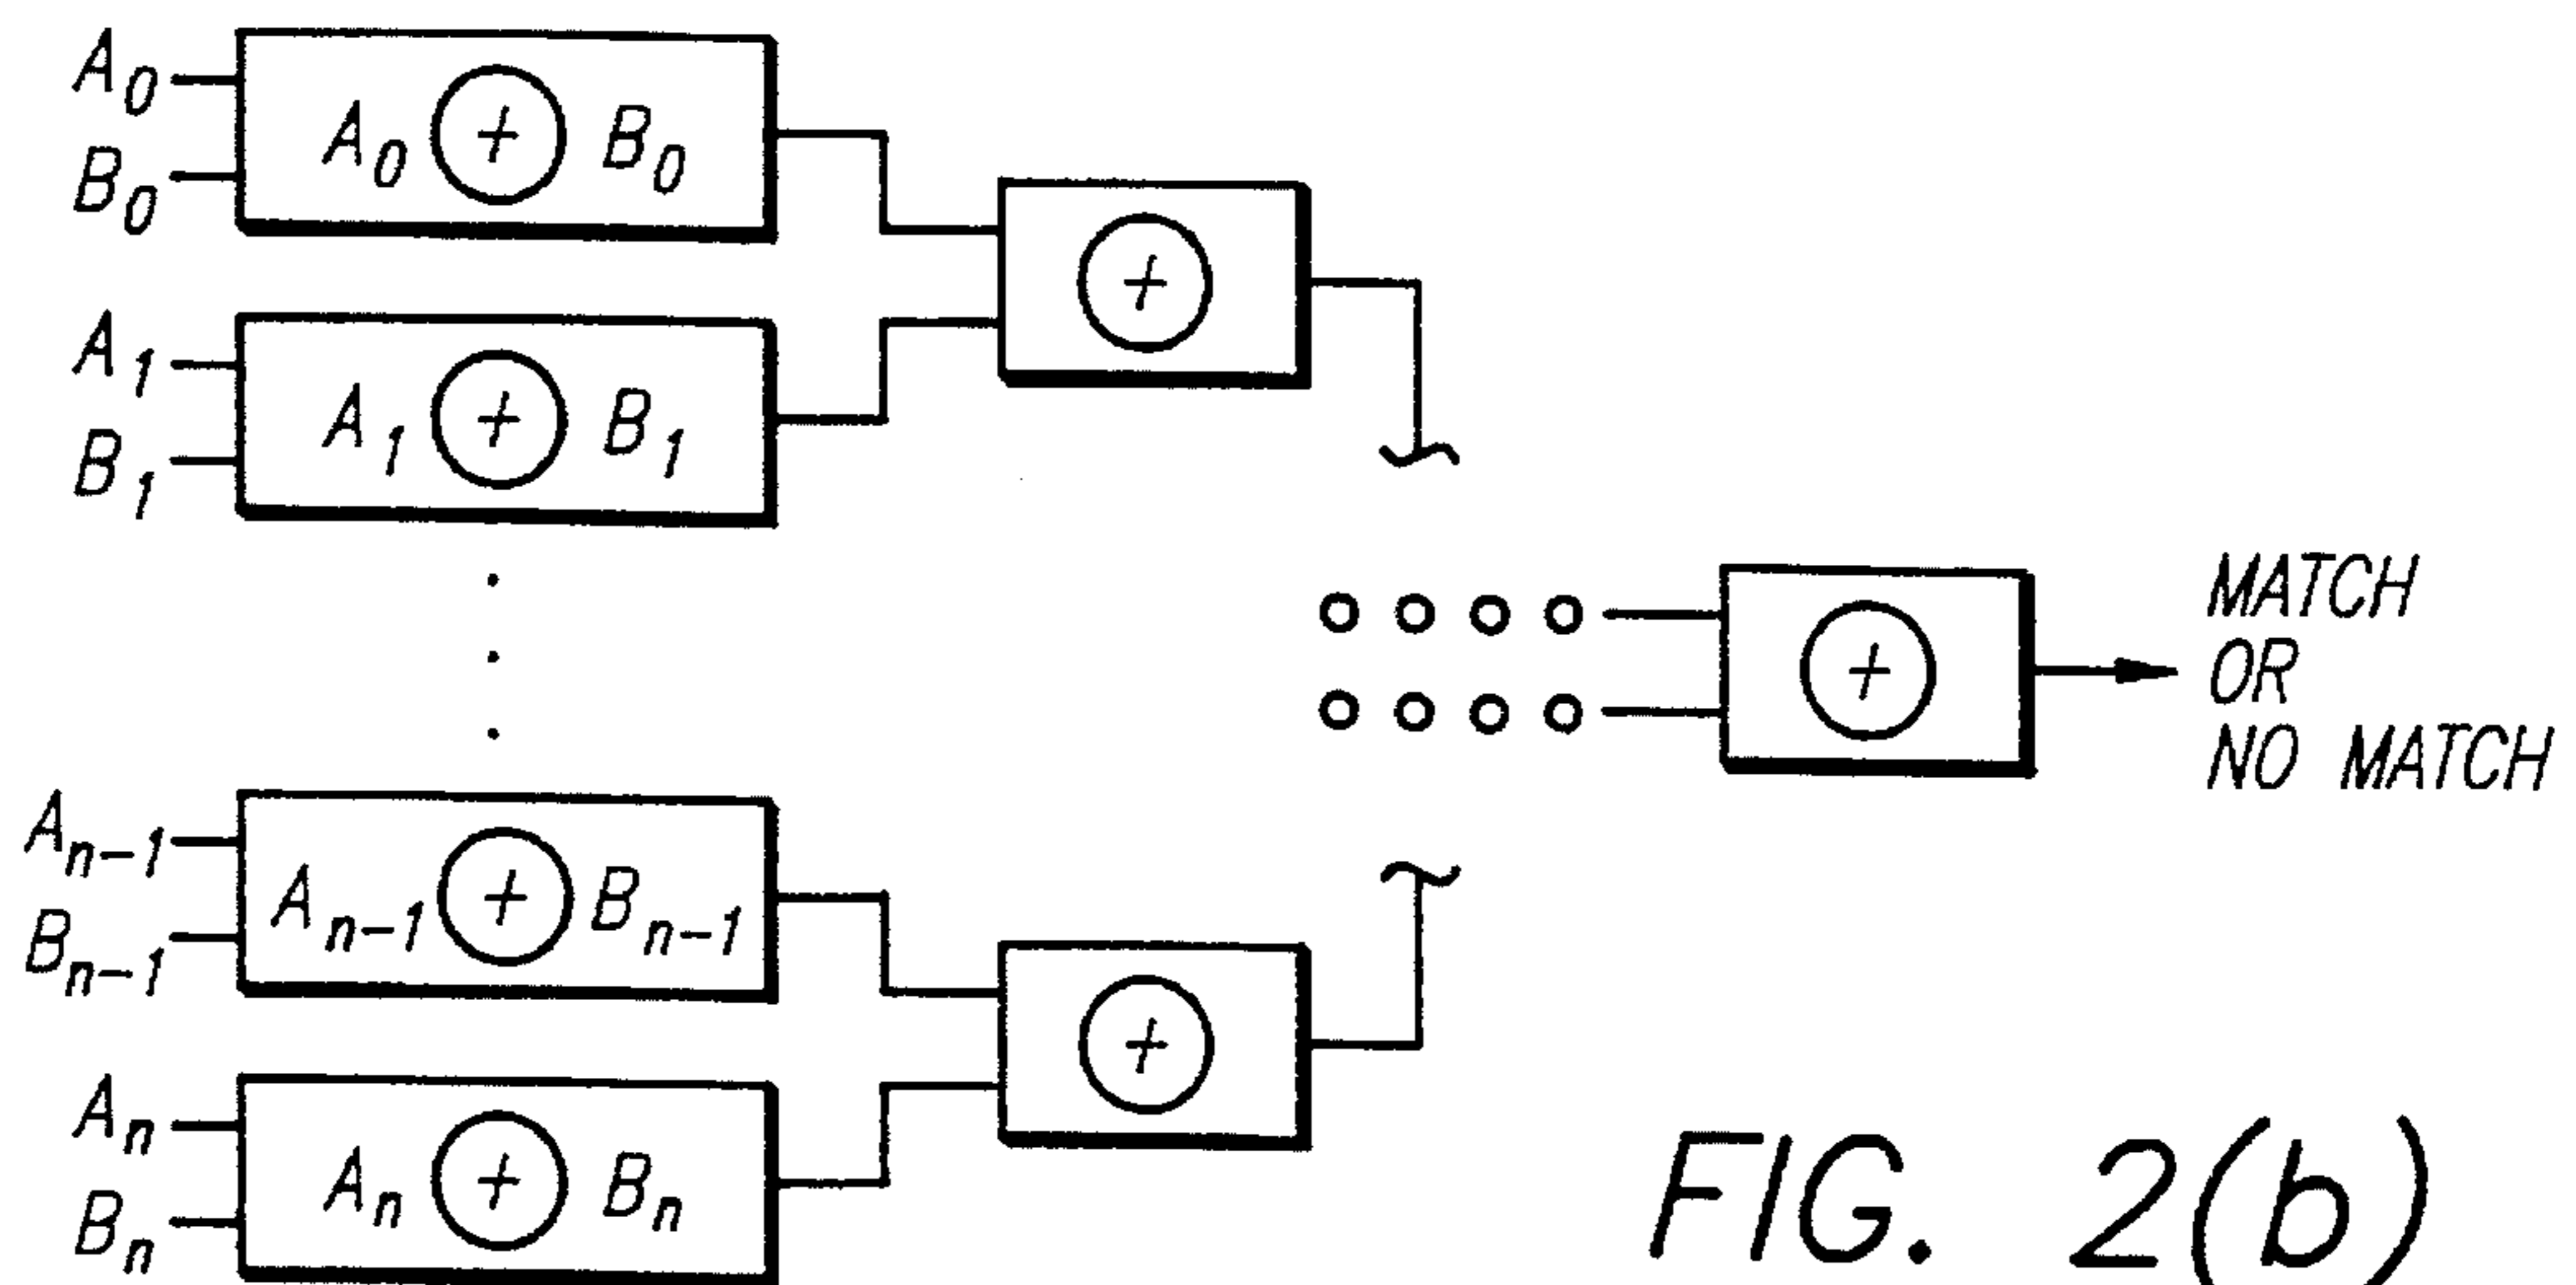 A0
B0
A0 ⊕ B0
⊕
A1
B1
A1 ⊕ B1
An-1
Bn-1
An-1 ⊕ Bn-1
⊕
An
Bn
An ⊕ Bn
⊕
MATCH
OR
NO MATCH
FIG. 2(b)